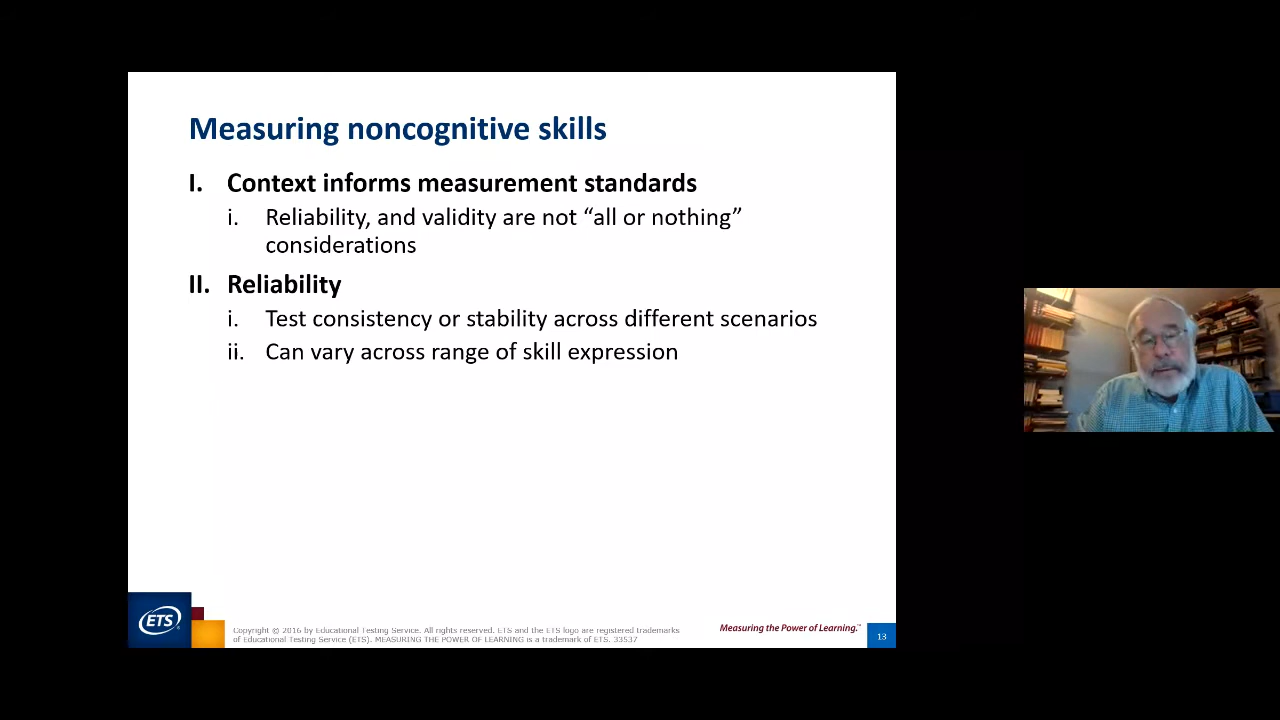 Measuring noncognitive skills
I. Context informs measurement standards
i. Reliability, and validity are not “all or nothing”
considerations
II. Reliability
i. Test consistency or stability across different scenarios
ii. Can vary across range of skill expression
ETS
Copyright © 2016 by Educational Testing Service. All rights reserved. ETS and the ETS logo are registered trademarks
of Educational Testing Service (ETS). MEASURING THE POWER OF LEARNING is a trademark of ETS. 33537
Measuring the Power of Learning.™
13